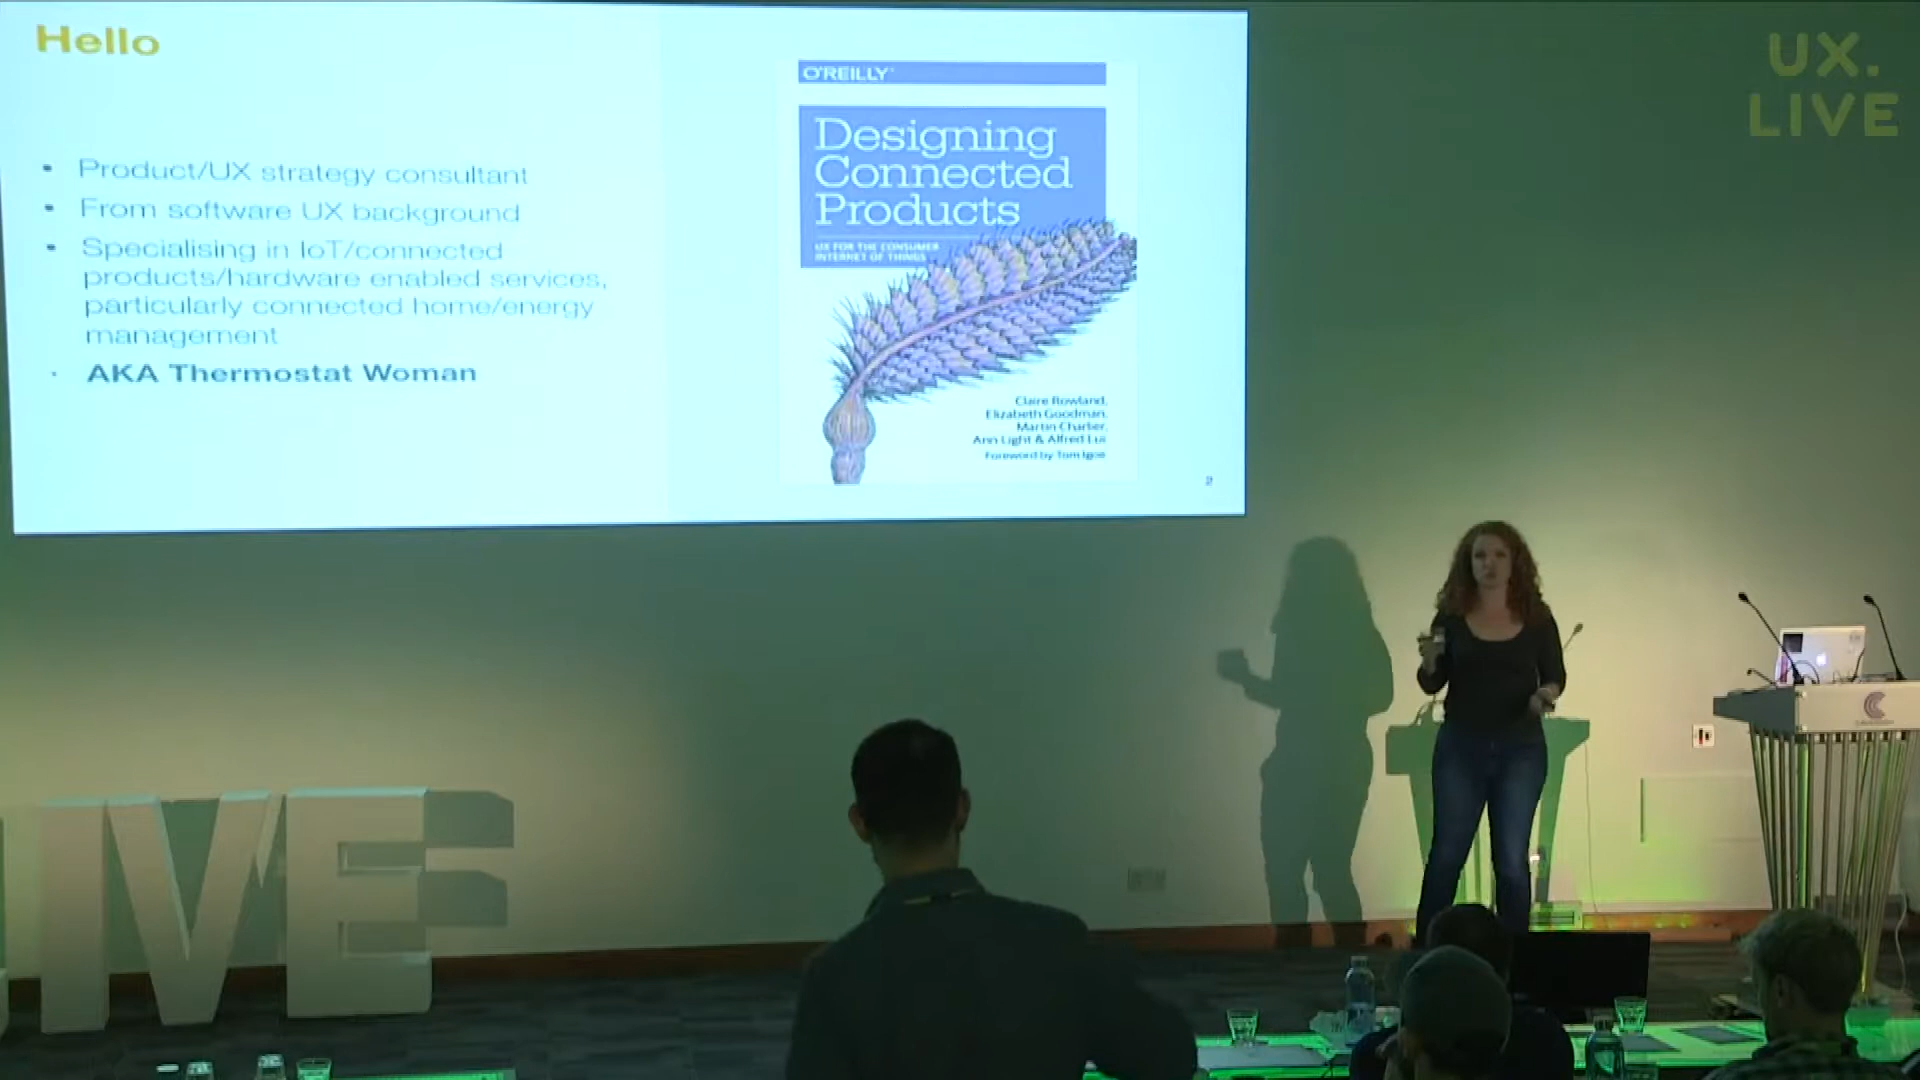 Hello
• Product/UX strategy consultant
• From software UX background
• Specialising in IoT/connected
products/hardware enabled services,
particularly connected home/energy
management
• AKA Thermostat Woman
O'REILLY®
Designing
Connected
Products
UX FOR THE CONSUMER
INTERNET OF THINGS
Claire Rowland,
Elizabeth Goodman,
Martin Charlier,
Ann Light & Alfred Lui
Foreword by Tom Igoe
2
UX.
LIVE
IVE